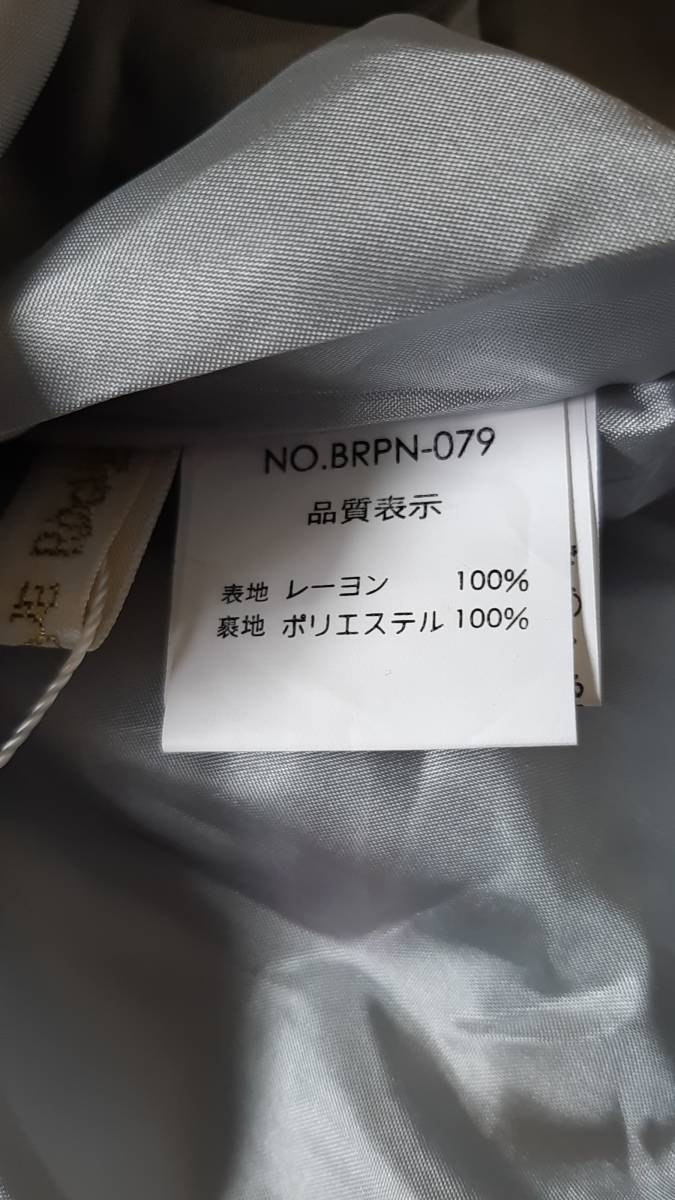 NO.BRPN-079
品質表示
表地 レーヨン 100%
裏地 ポリエステル 100%